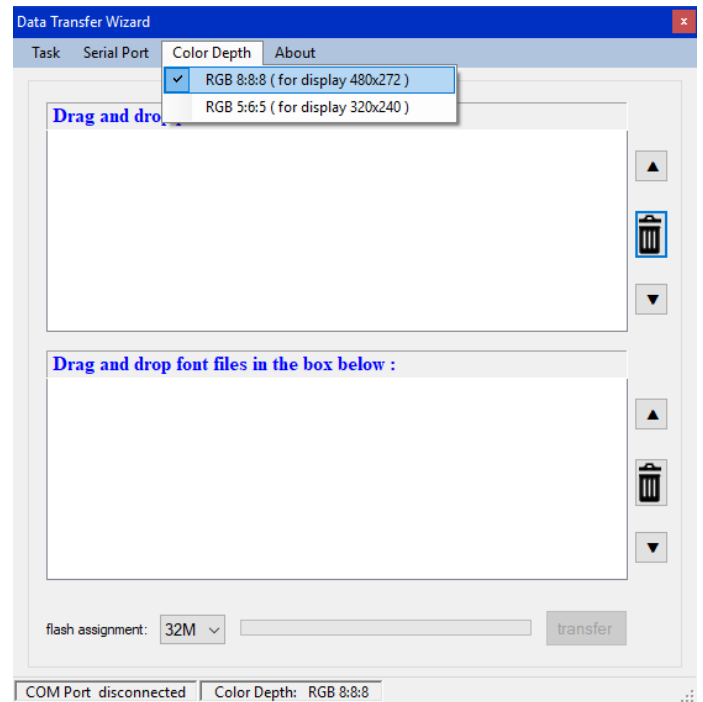 Data Transfer Wizard
x
Task Serial Port Color Depth About
RGB 8:8:8 ( for display 480x272 )
RGB 5:6:5 ( for display 320x240 )
Drag and
Drag and drop font files in the box below :
flash assignment: 32M transfer
COM Port disconnected Color Depth: RGB 8:8:8